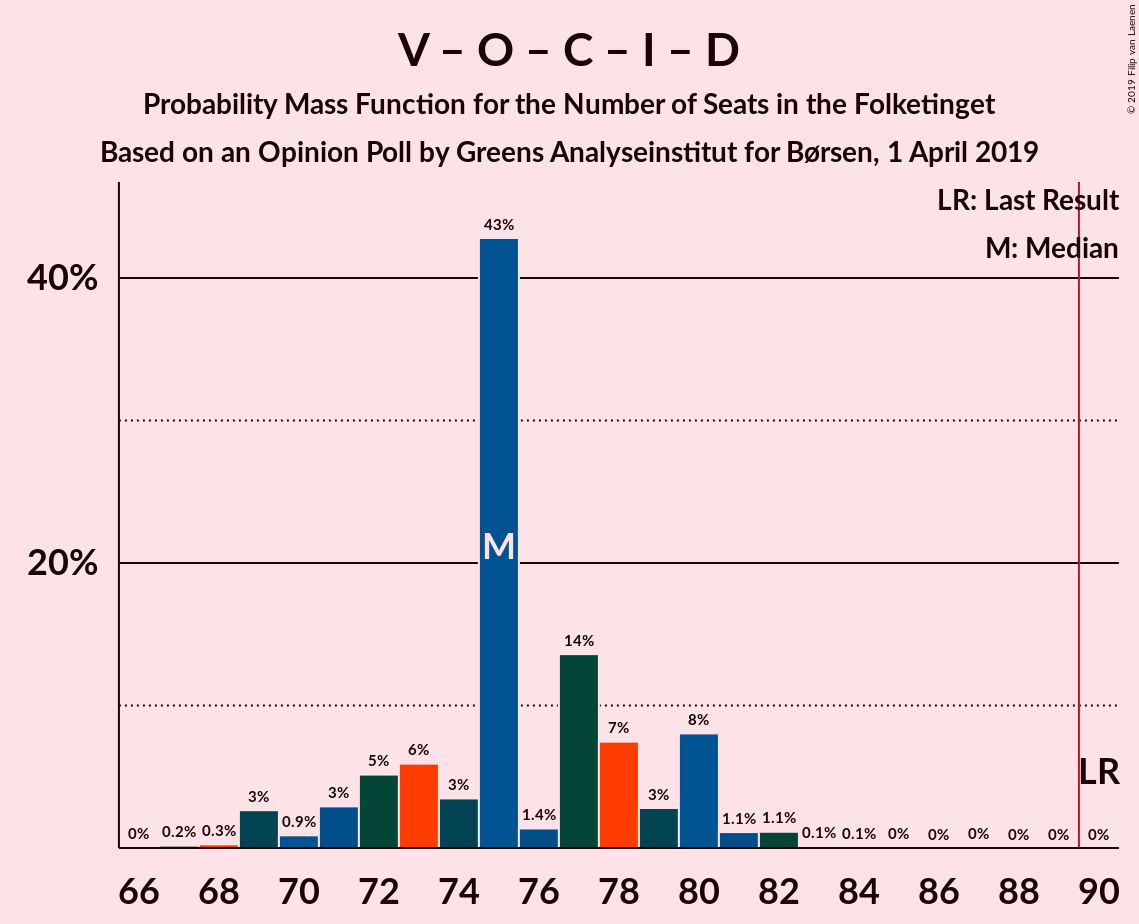 V – O – C – I – D
Probability Mass Function for the Number of Seats in the Folketinget
Based on an Opinion Poll by Greens Analyseinstitut for Børsen, 1 April 2019
© 2019 Filip van Laenen
LR: Last Result
M: Median
40%
20%
0% 0.2% 0.3% 3% 0.9% 3% 5% 6% 3% 43% 1.4% 14% 7% 3% 8% 1.1% 1.1% 0.1% 0.1% 0% 0% 0% 0% 0% 0%
M
LR
66 68 70 72 74 76 78 80 82 84 86 88 90